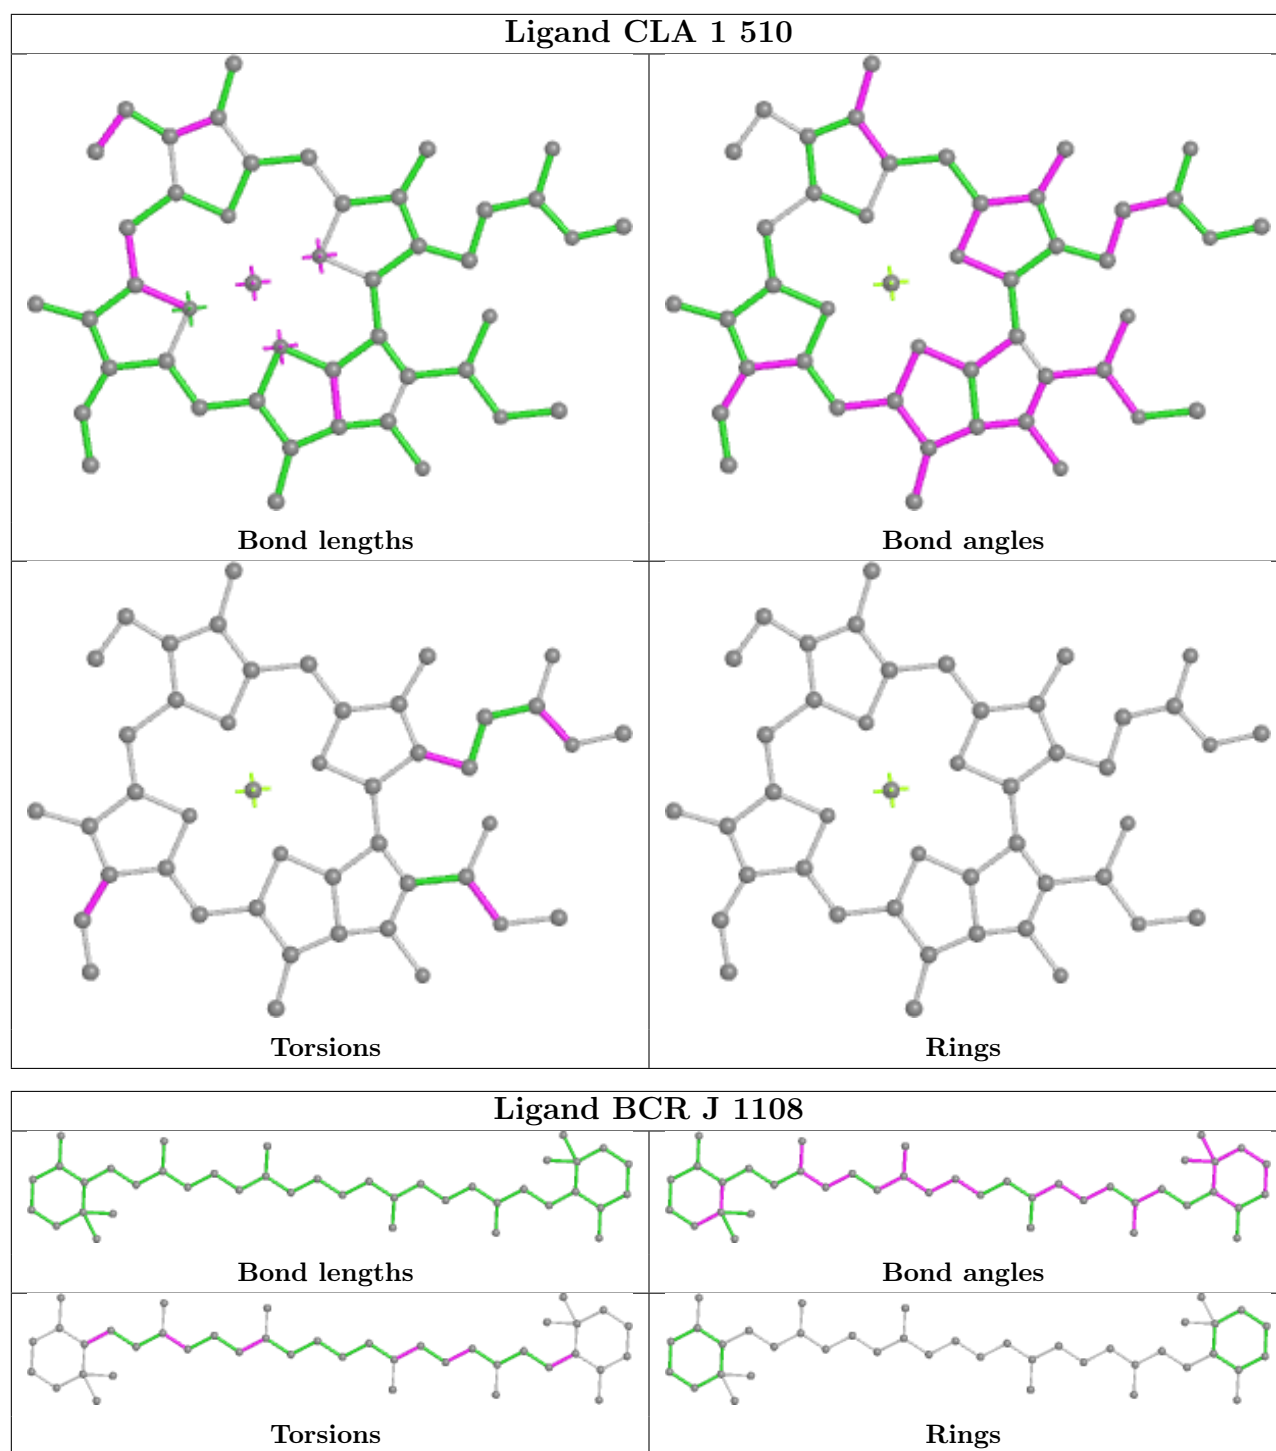 Ligand CLA 1 510
Bond lengths
Bond angles
Torsions
Rings
Ligand BCR J 1108
Bond lengths
Bond angles
Torsions
Rings